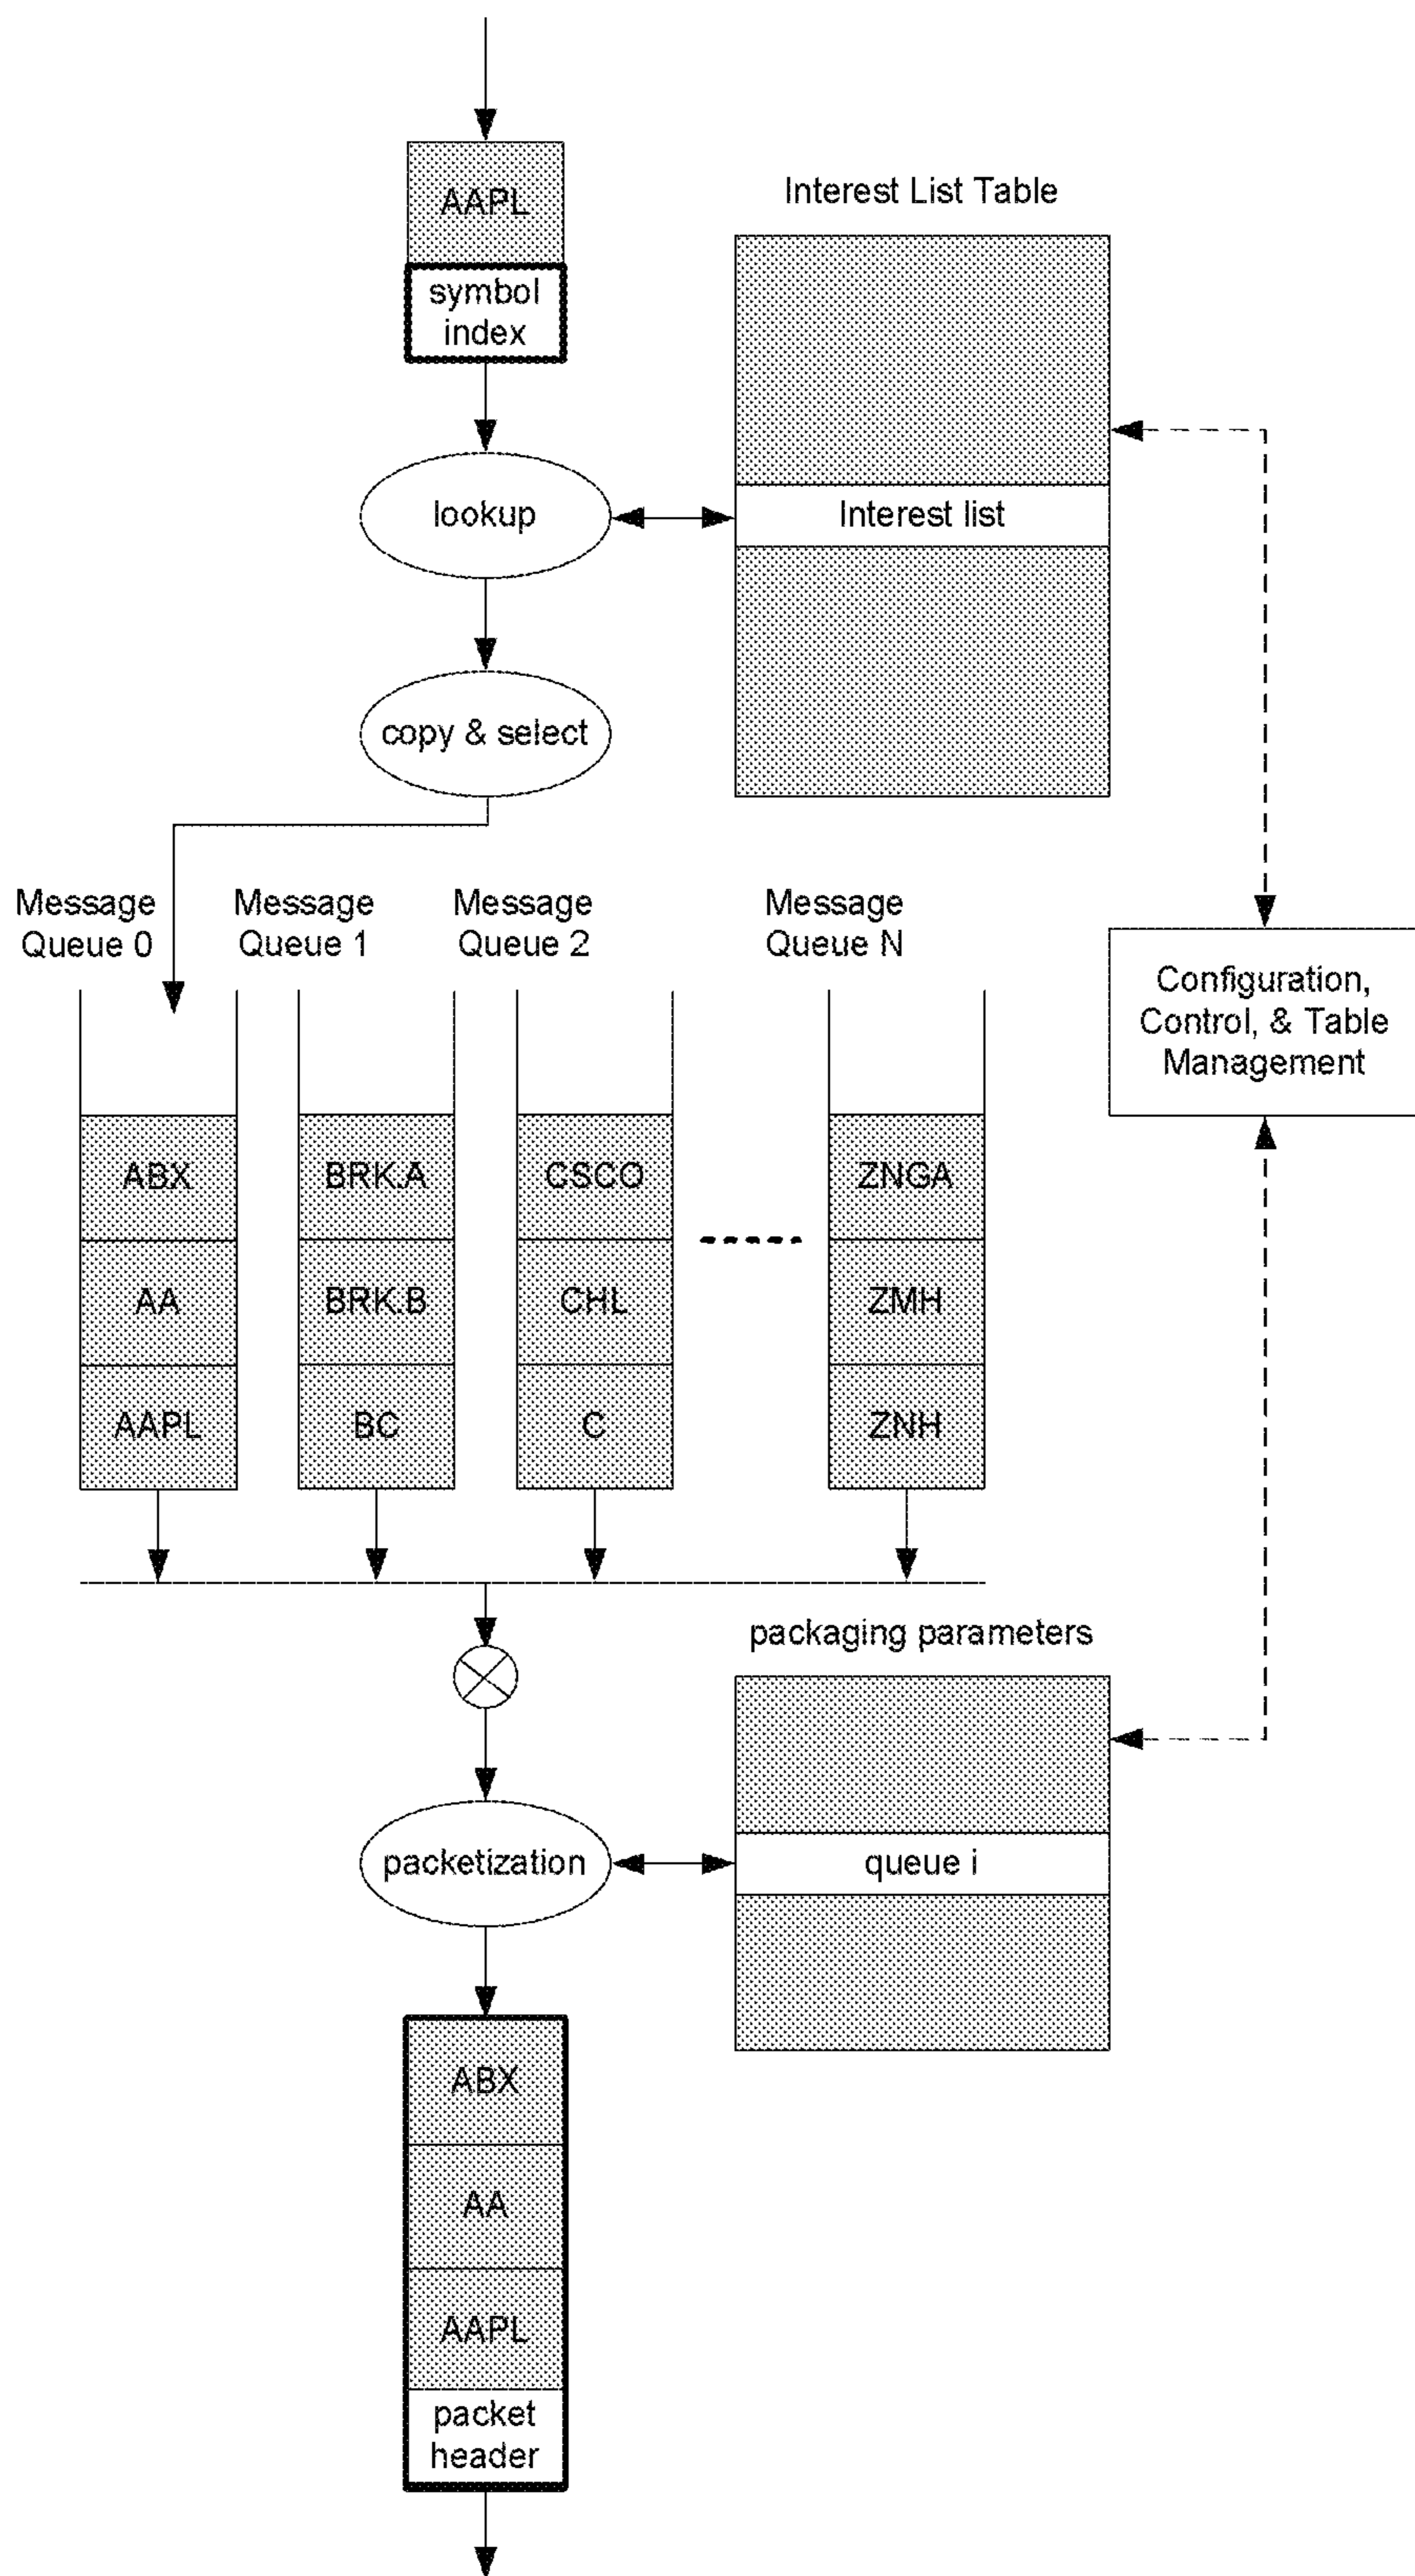 AAPL
symbol
index
Interest List Table
lookup
Interest list
copy & select
Message
Queue 0
Message
Queue 1
Message
Queue 2
Message
Queue N
Configuration,
Control, & Table
Management
ABX
BRK.A
CSCO
ZNGA
AA
BRK.B
CHL
ZMH
AAPL
BC
C
ZNH
packaging parameters
packetization
queue i
ABX
AA
AAPL
packet
header